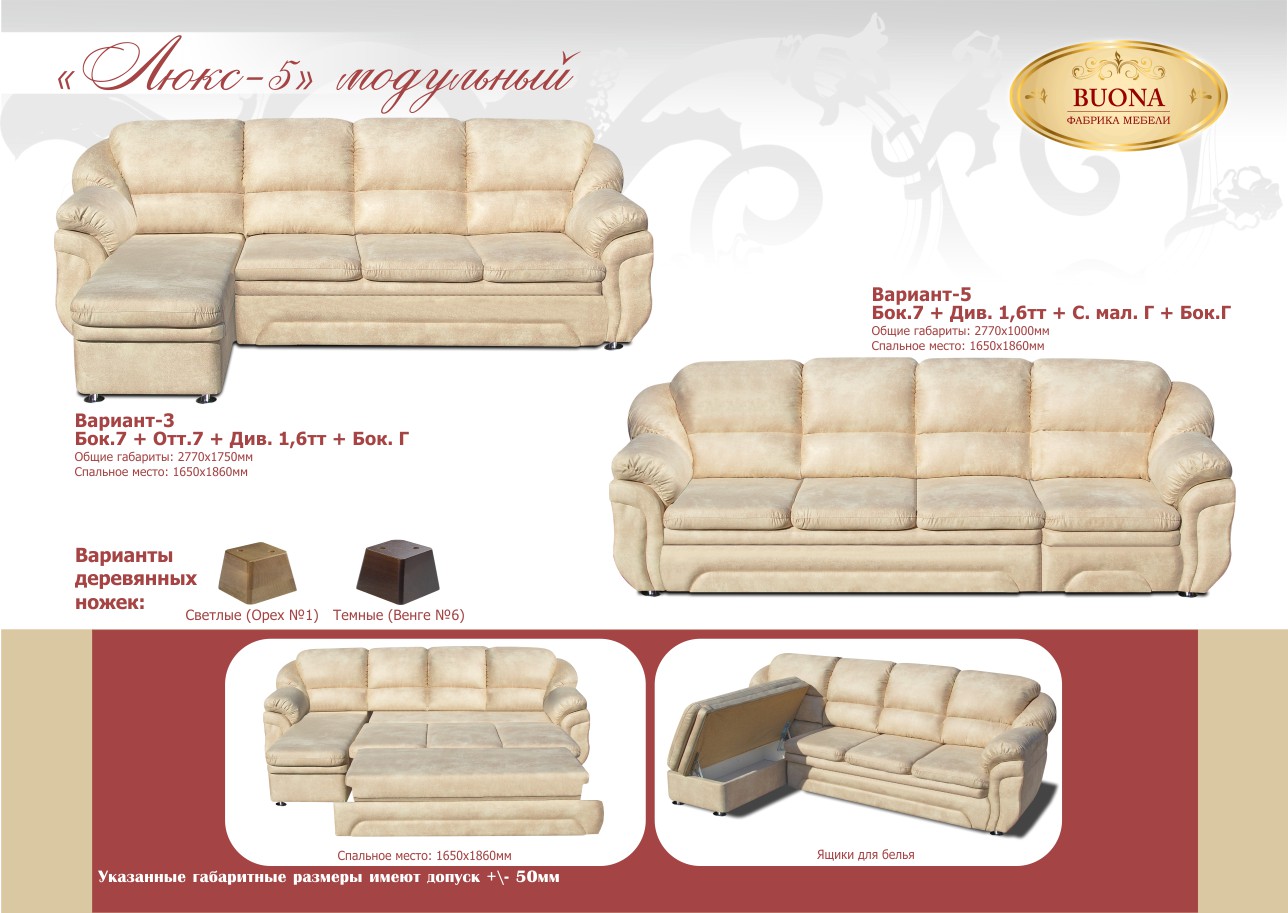 «Люкс-5» модульный
BUONA
ФАБРИКА МЕБЕЛИ
Вариант-5
Бок.7 + Див. 1,6тт + С. мал. Г + Бок.Г
Общие габариты: 2770х1000мм
Спальное место: 1650х1860мм
Вариант-3
Бок.7 + Отт.7 + Див. 1,6тт + Бок. Г
Общие габариты: 2770х1750мм
Спальное место: 1650х1860мм
Варианты
деревянных
ножек:
Светлые (Орех №1)
Темные (Венге №6)
Спальное место: 1650х1860мм
Ящики для белья
Указанные габаритные размеры имеют допуск +\- 50мм